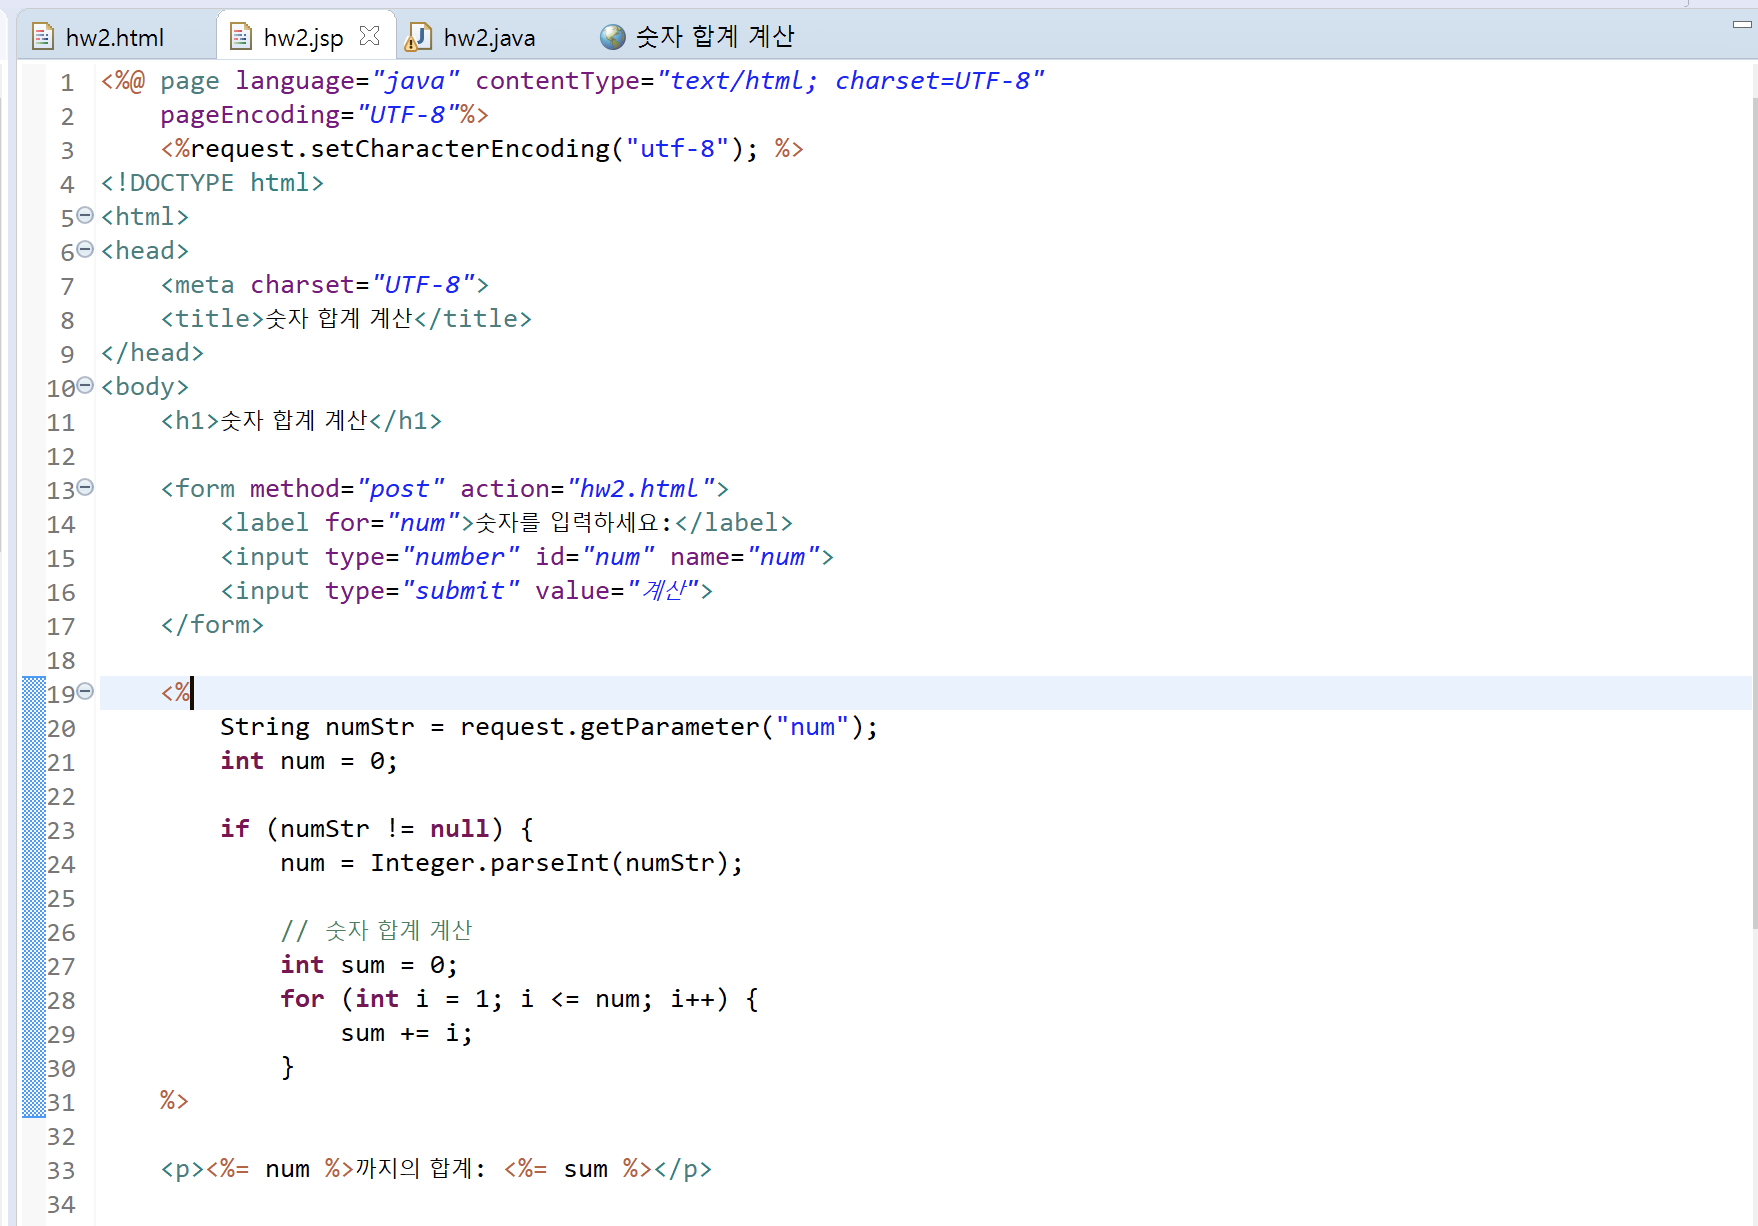 hw2.html hw2.jsp hw2.java 숫자 합계 계산
1 <%@ page language="java" contentType="text/html; charset=UTF-8"
2     pageEncoding="UTF-8"%>
3     <%request.setCharacterEncoding("utf-8"); %>
4 <!DOCTYPE html>
5 <html>
6 <head>
7     <meta charset="UTF-8">
8     <title>숫자 합계 계산</title>
9 </head>
10 <body>
11     <h1>숫자 합계 계산</h1>
12
13     <form method="post" action="hw2.html">
14         <label for="num">숫자를 입력하세요:</label>
15         <input type="number" id="num" name="num">
16         <input type="submit" value="계산">
17     </form>
18
19     <%
20         String numStr = request.getParameter("num");
21         int num = 0;
22
23         if (numStr != null) {
24             num = Integer.parseInt(numStr);
25
26             // 숫자 합계 계산
27             int sum = 0;
28             for (int i = 1; i <= num; i++) {
29                 sum += i;
30             }
31     %>
32
33     <p><%= num %>까지의 합계: <%= sum %></p>
34